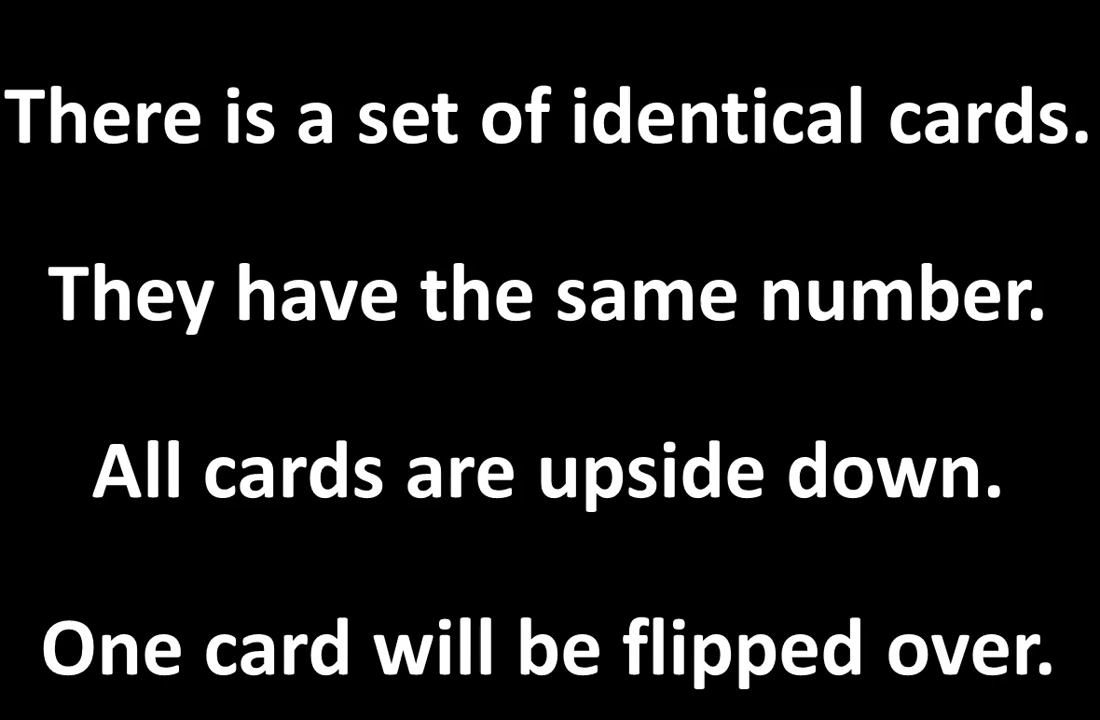 There is a set of identical cards.
They have the same number.
All cards are upside down.
One card will be flipped over.